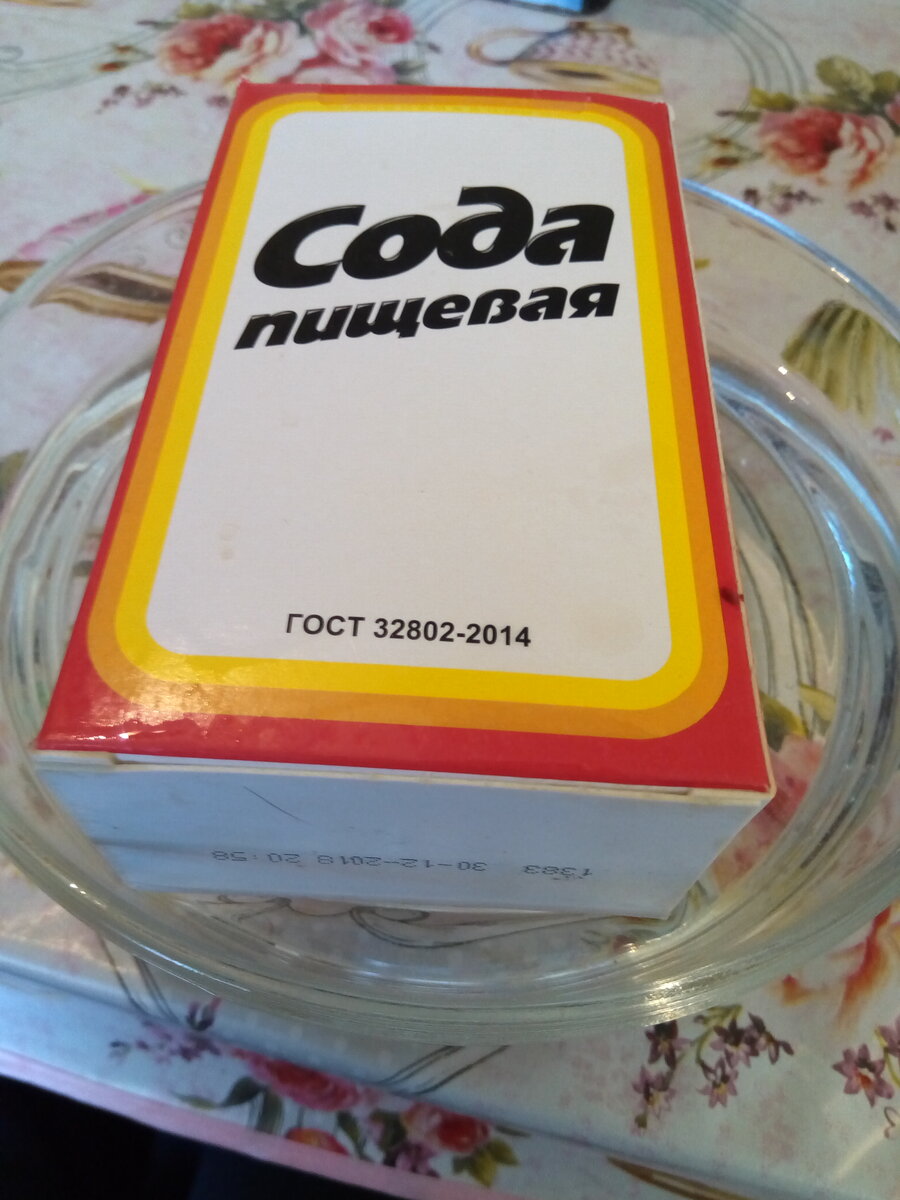 Сода
пищевая
ГОСТ 32802-2014
1383 30-12-2018 20:58